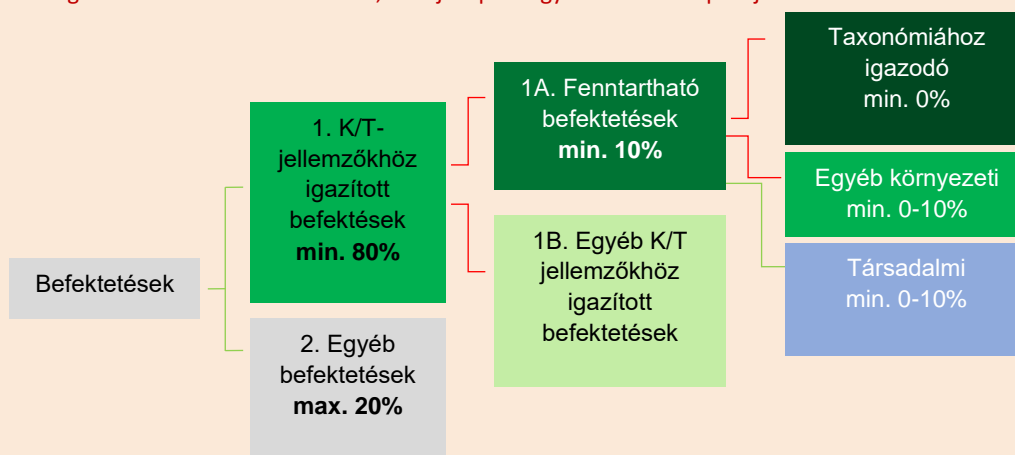 Befektetések
1. K/T-
jellemzőkhöz
igazított
befektések
min. 80%
2. Egyéb
befektetések
max. 20%
1A. Fenntartható
befektetések
min. 10%
1B. Egyéb K/T
jellemzőkhöz
igazított
befektetések
Taxonómiához
igazodó
min. 0%
Egyéb környezeti
min. 0-10%
Társadalmi
min. 0-10%